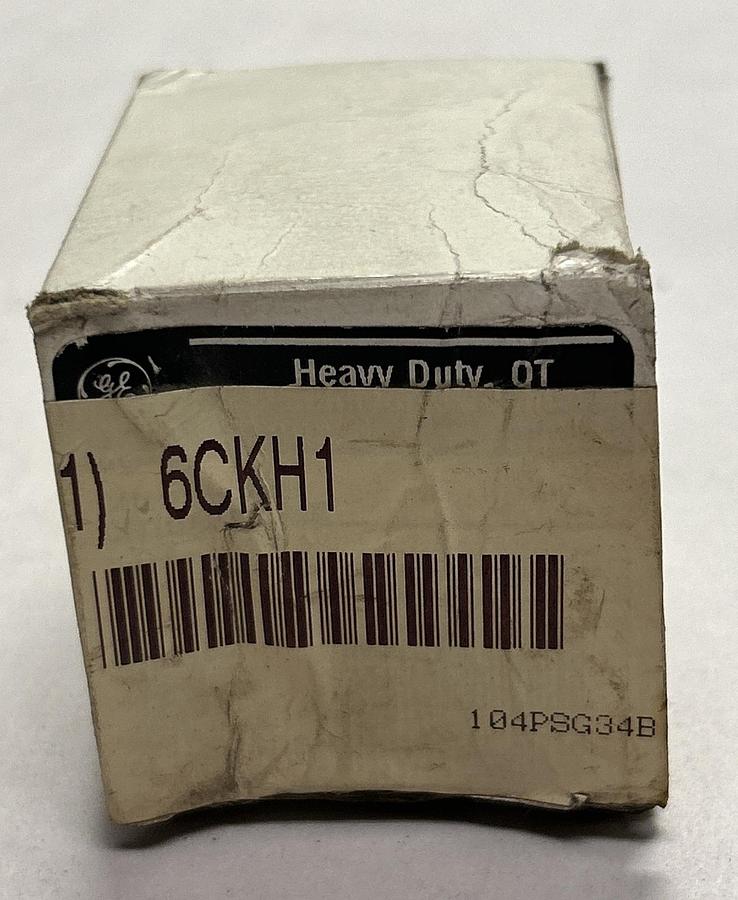 GE
Heavy Duty, OT
1) 6CKH1
104PSG34B